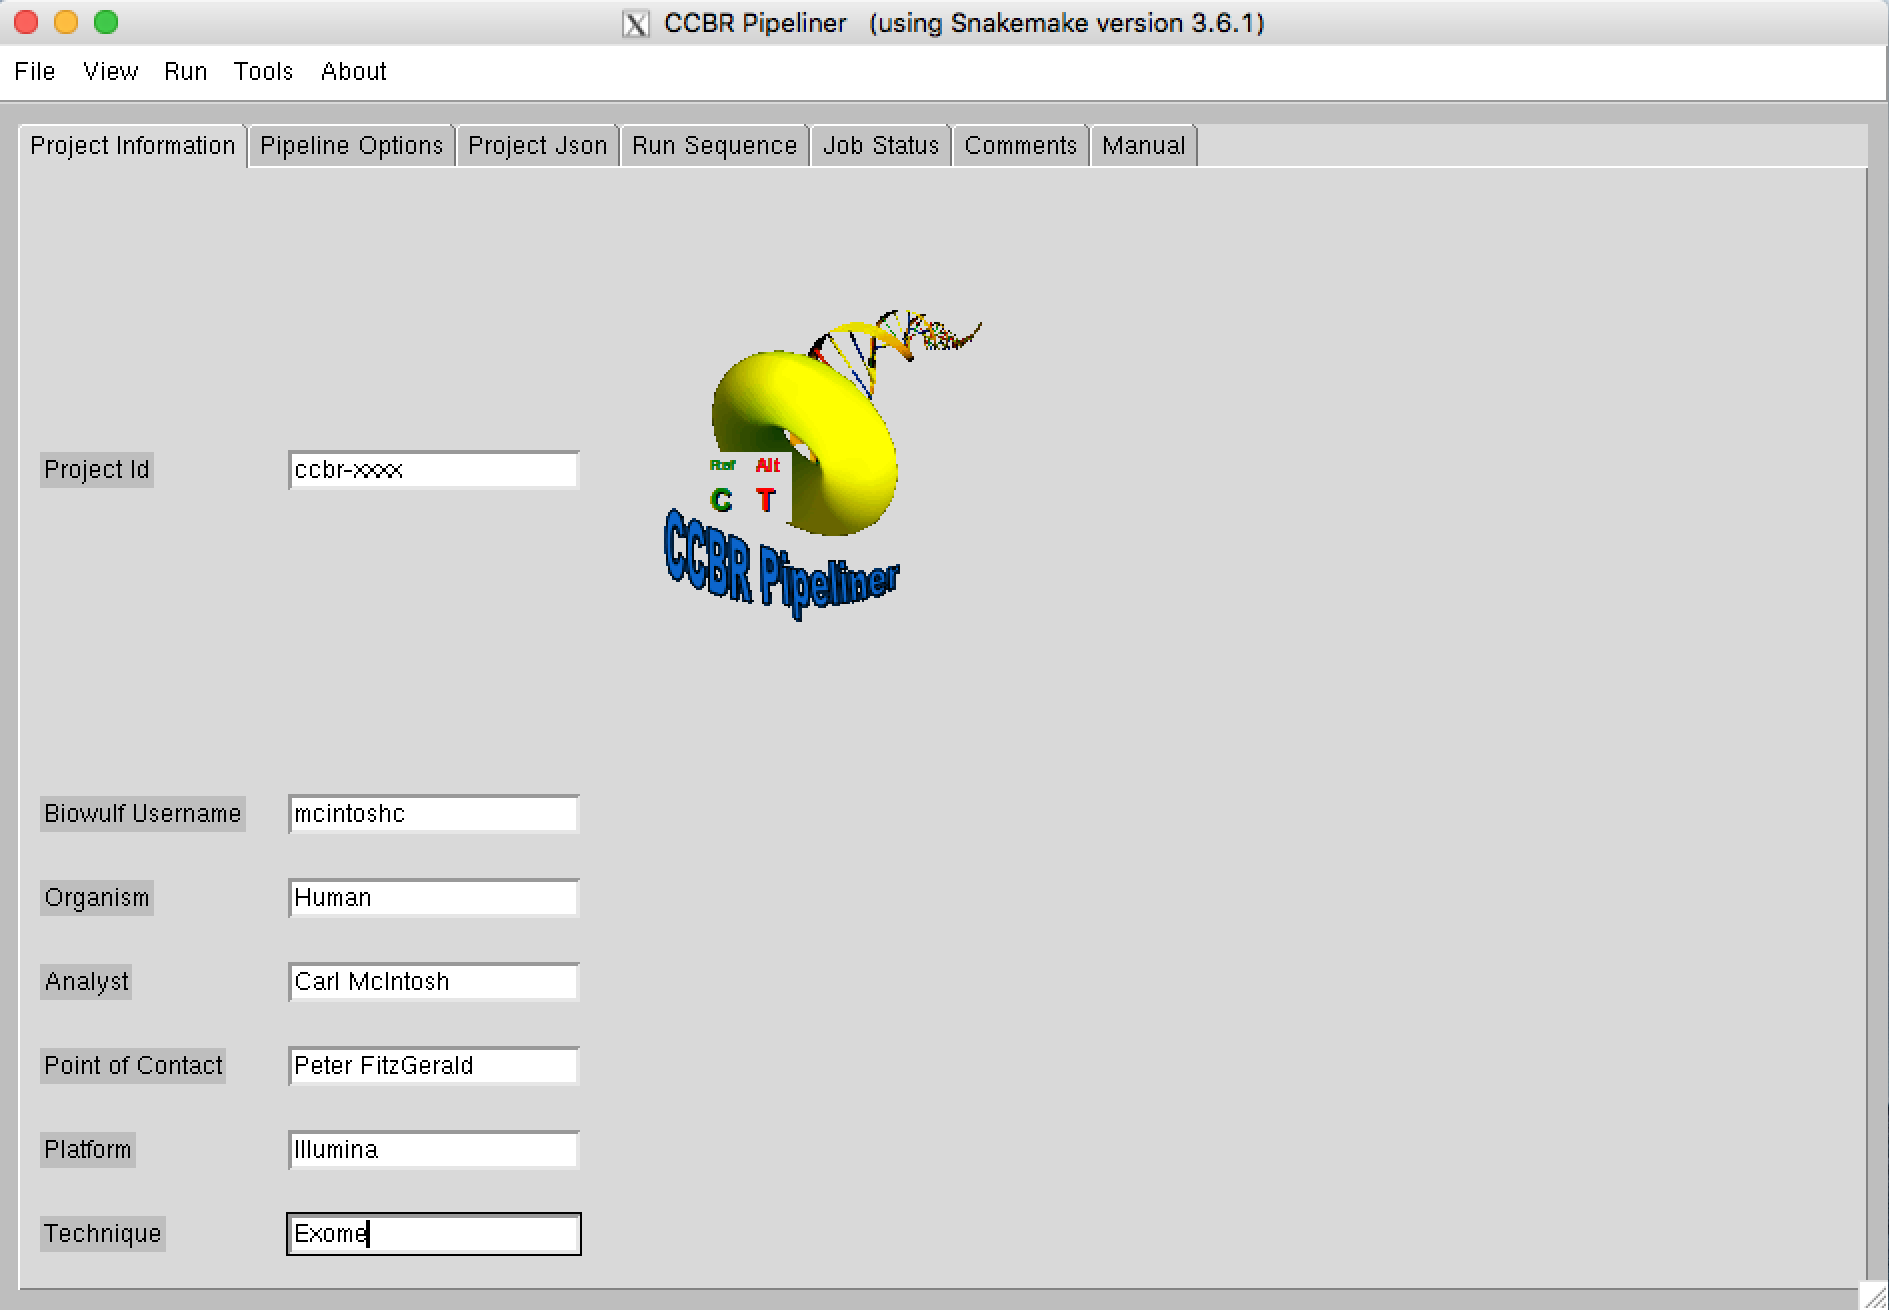 CCBR Pipeliner (using Snakemake version 3.6.1)
File View Run Tools About
Project Information Pipeline Options Project Json Run Sequence Job Status Comments Manual
Project Id ccbr-xxxx
Ref Alt
C T
CCBR Pipeliner
Biowulf Username mcintoshc
Organism Human
Analyst Carl McIntosh
Point of Contact Peter FitzGerald
Platform Illumina
Technique Exome